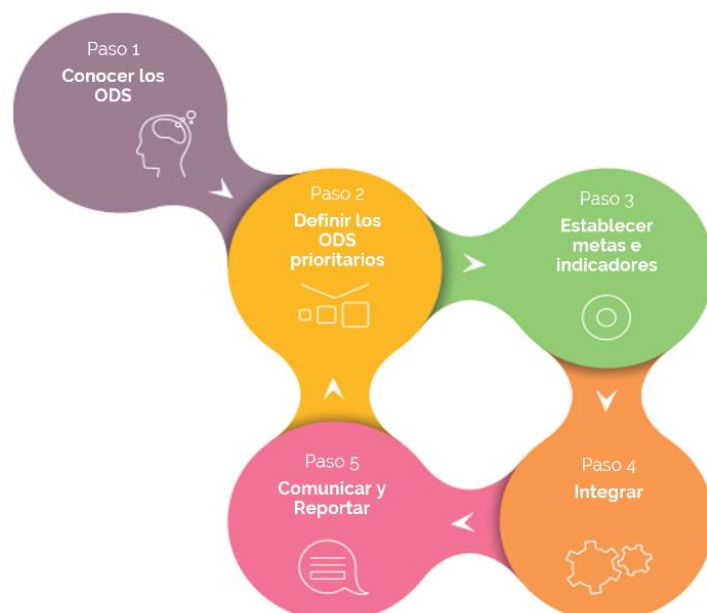 Paso 1
Conocer los
ODS
Paso 2
Definir los
ODS
prioritarios
Paso 3
Establecer
metas e
indicadores
Paso 4
Integrar
Paso 5
Comunicar y
Reportar